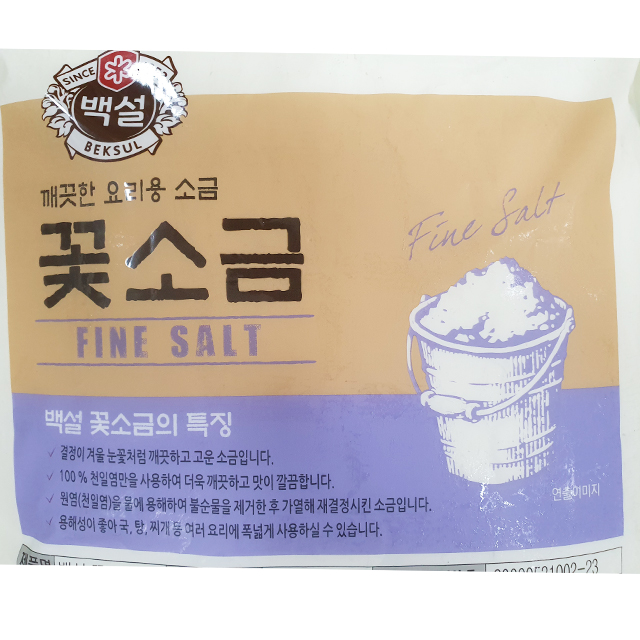 SINCE
백설
BEKSUL
깨끗한 요리용 소금
꽃소금
FINE SALT
Fine Salt
백설 꽃소금의 특징
✓ 결정이 겨울 눈꽃처럼 깨끗하고 고운 소금입니다.
✓ 100 % 천일염만을 사용하여 더욱 깨끗하고 맛이 깔끔합니다.
✓ 원염(천일염)을 물에 용해하여 불순물을 제거한 후 가열해 재결정시킨 소금입니다.
✓ 용해성이 좋아 국, 탕, 찌개 등 여러 요리에 폭넓게 사용하실 수 있습니다.
연출이미지
제품명